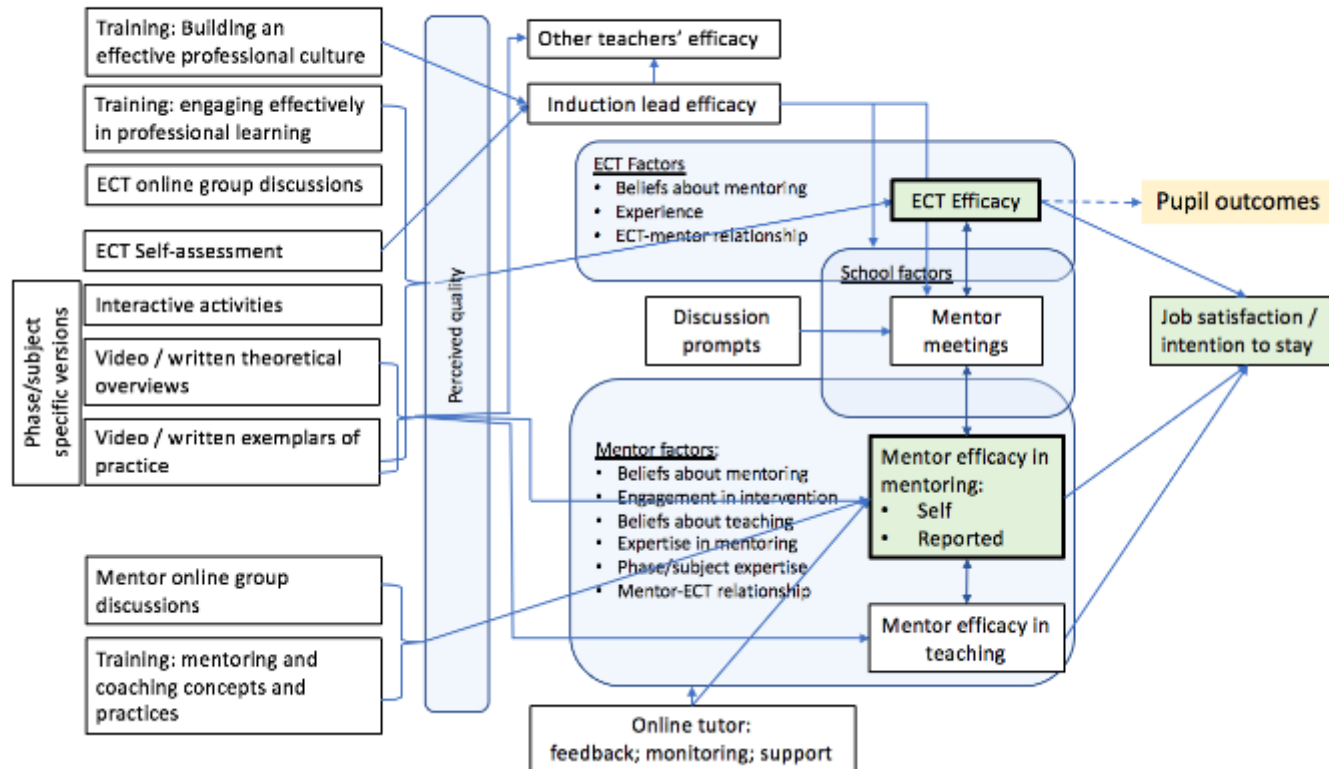 Training: Building an
effective professional culture
Training: engaging effectively
in professional learning
ECT online group discussions
ECT Self-assessment
Interactive activities
Video / written theoretical
overviews
Video / written exemplars of
practice
Phase/subject
specific versions
Mentor online group
discussions
Training: mentoring and
coaching concepts and
practices
Perceived quality
Other teachers' efficacy
Induction lead efficacy
ECT Factors
• Beliefs about mentoring
• Experience
• ECT-mentor relationship
ECT Efficacy
Pupil outcomes
School factors
Discussion
prompts
Mentor
meetings
Job satisfaction /
intention to stay
Mentor factors:
• Beliefs about mentoring
• Engagement in intervention
• Beliefs about teaching
• Expertise in mentoring
• Phase/subject expertise
• Mentor-ECT relationship
Mentor efficacy in
mentoring:
• Self
• Reported
Mentor efficacy in
teaching
Online tutor:
feedback; monitoring; support